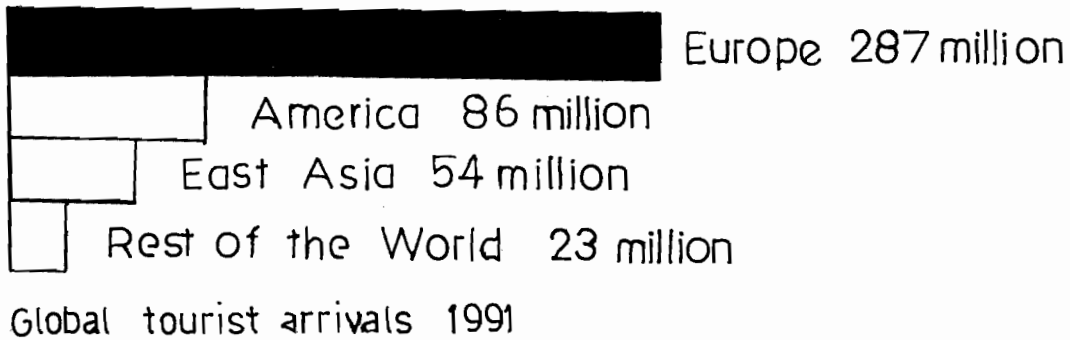 Europe 287 million
America 86 million
East Asia 54 million
Rest of the World 23 million
Global tourist arrivals 1991